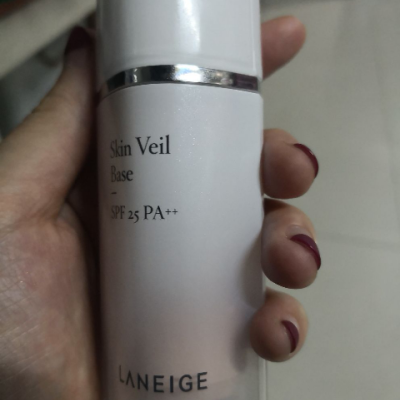 Skin Veil
Base
-
SPF 25 PA++
LANEIGE